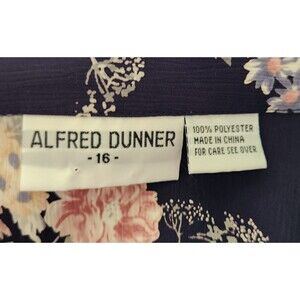 ALFRED DUNNER
- 16 -
100% POLYESTER
MADE IN CHINA
FOR CARE SEE OVER